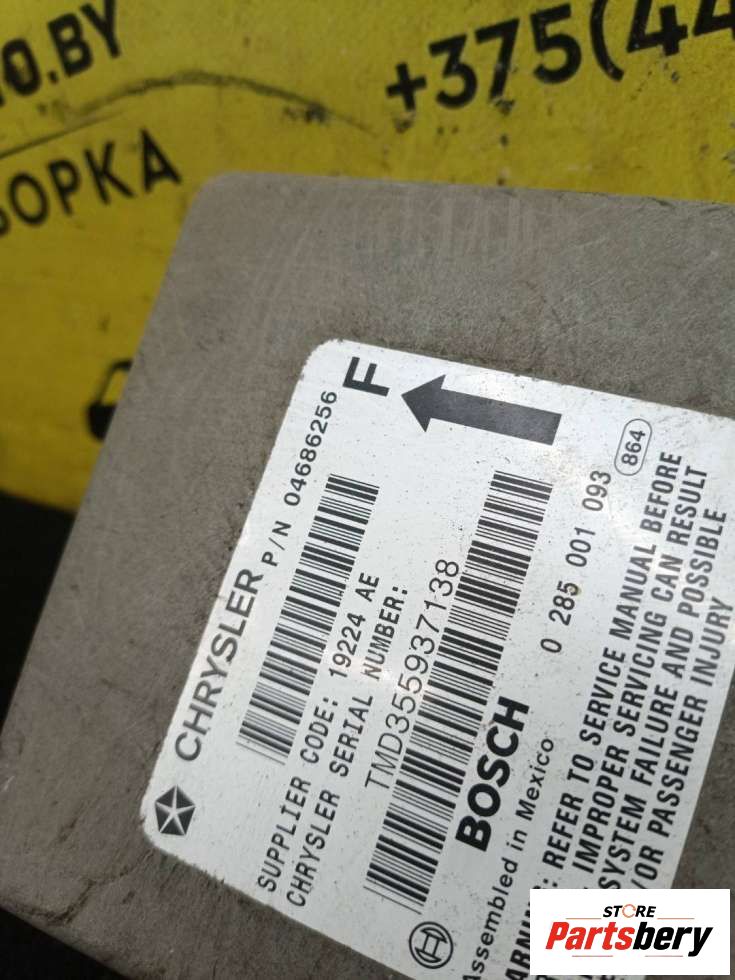 O.BY
+375(44
БОРКА
F
CHRYSLER P/N 04686256
864
SUPPLIER CODE: 19224 AE
CHRYSLER SERIAL NUMBER:
TMD355937138
BOSCH 0 285 001 093
Assembled in Mexico
: REFER TO SERVICE MANUAL BEFORE
IMPROPER SERVICING CAN RESULT
SYSTEM FAILURE AND POSSIBLE
/OR PASSENGER INJURY
STORE
Partsbery